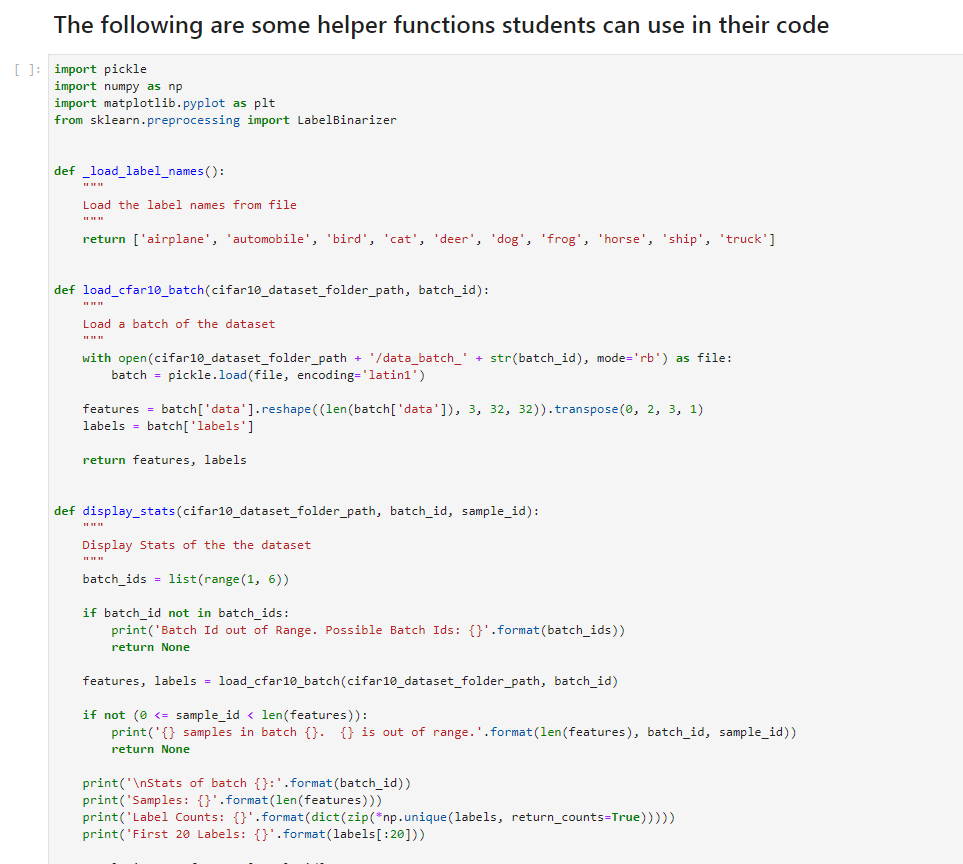 The following are some helper functions students can use in their code
[ ]:
import pickle
import numpy as np
import matplotlib.pyplot as plt
from sklearn.preprocessing import LabelBinarizer
def _load_label_names():
    """
    Load the label names from file
    """
    return ['airplane', 'automobile', 'bird', 'cat', 'deer', 'dog', 'frog', 'horse', 'ship', 'truck']
def load_cfar10_batch(cifar10_dataset_folder_path, batch_id):
    """
    Load a batch of the dataset
    """
    with open(cifar10_dataset_folder_path + '/data_batch_' + str(batch_id), mode='rb') as file:
        batch = pickle.load(file, encoding='latin1')
    features = batch['data'].reshape((len(batch['data']), 3, 32, 32)).transpose(0, 2, 3, 1)
    labels = batch['labels']
    return features, labels
def display_stats(cifar10_dataset_folder_path, batch_id, sample_id):
    """
    Display Stats of the the dataset
    """
    batch_ids = list(range(1, 6))
    if batch_id not in batch_ids:
        print('Batch Id out of Range. Possible Batch Ids: {}'.format(batch_ids))
        return None
    features, labels = load_cfar10_batch(cifar10_dataset_folder_path, batch_id)
    if not (0 <= sample_id < len(features)):
        print('{} samples in batch {}.  {} is out of range.'.format(len(features), batch_id, sample_id))
        return None
    print('\nStats of batch {}:'.format(batch_id))
    print('Samples: {}'.format(len(features)))
    print('Label Counts: {}'.format(dict(zip(*np.unique(labels, return_counts=True)))))
    print('First 20 Labels: {}'.format(labels[:20]))